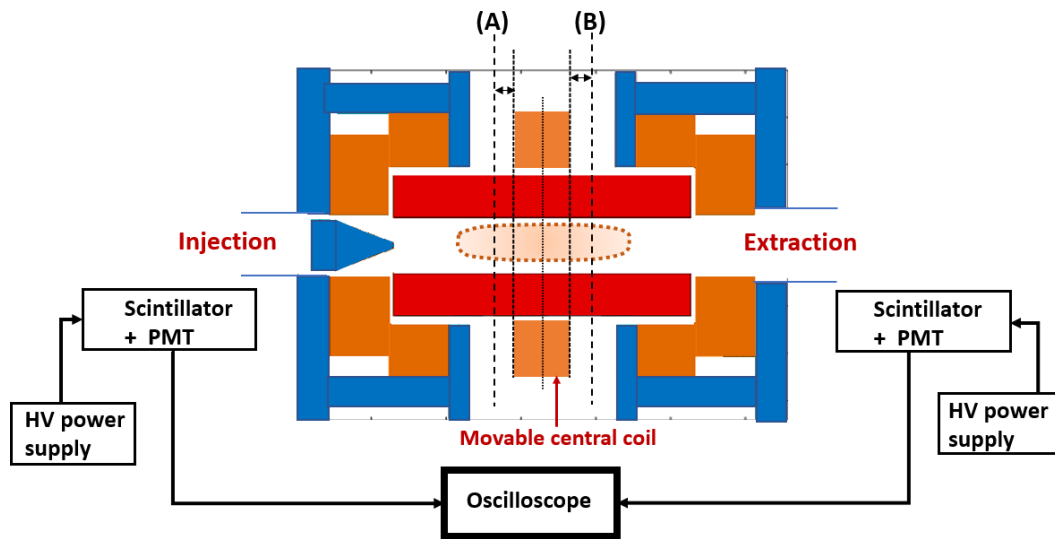 (A)
(B)
Injection
Extraction
Scintillator
+ PMT
Scintillator
+ PMT
HV power
supply
Movable central coil
HV power
supply
Oscilloscope